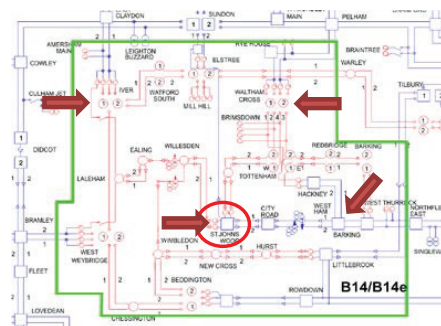 EAST
CLAYDON
SUNDON
MAIN
PELHAM
AMERSHAM
MAIN
LEIGHTON
BUZZARD
RYE HOUSE
BRAINTREE
COWLEY
ELSTREE
WARLEY
CULHAM JET
IVER
WATFORD
SOUTH
MILL HILL
WALTHAM
CROSS
TILBURY
BRIMSDOWN
DIDCOT
EALING
WILLESDEN
REDBRIDGE
BARKING
LALEHAM
TOTTENHAM
HACKNEY
BRAMLEY
ST.JOHNS
WOOD
CITY
ROAD
WEST
HAM
WEST THURROCK
NORTHFLEET
EAST
BARKING
WIMBLEDON
HURST
SINGLEW
WEST
WEYBRIDGE
NEW CROSS
LITTLEBROOK
FLEET
BEDDINGTON
ROWDOWN
B14/B14e
LOVEDEAN
CHESSINGTON